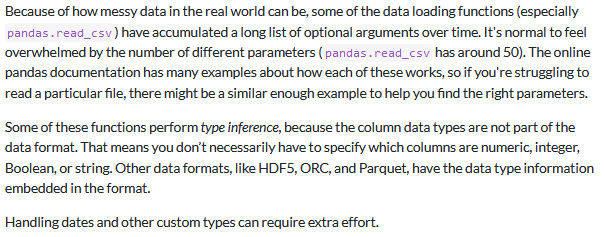 Because of how messy data in the real world can be, some of the data loading functions (especially
pandas.read_csv) have accumulated a long list of optional arguments over time. It's normal to feel
overwhelmed by the number of different parameters (pandas.read_csv has around 50). The online
pandas documentation has many examples about how each of these works, so if you're struggling to
read a particular file, there might be a similar enough example to help you find the right parameters.
Some of these functions perform type inference, because the column data types are not part of the
data format. That means you don’t necessarily have to specify which columns are numeric, integer,
Boolean, or string. Other data formats, like HDF5, ORC, and Parquet, have the data type information
embedded in the format.
Handling dates and other custom types can require extra effort.